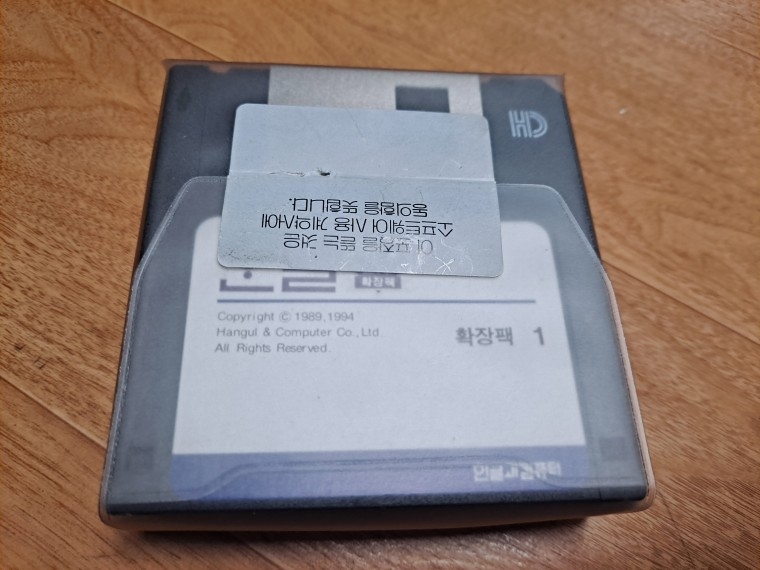 HD
이 포장을 뜯는 것은
소프트웨어 사용 계약서에
동의함을 뜻합니다.
확장팩
Copyright © 1989,1994
Hangul & Computer Co., Ltd.
All Rights Reserved.
확장팩 1
한글과컴퓨터